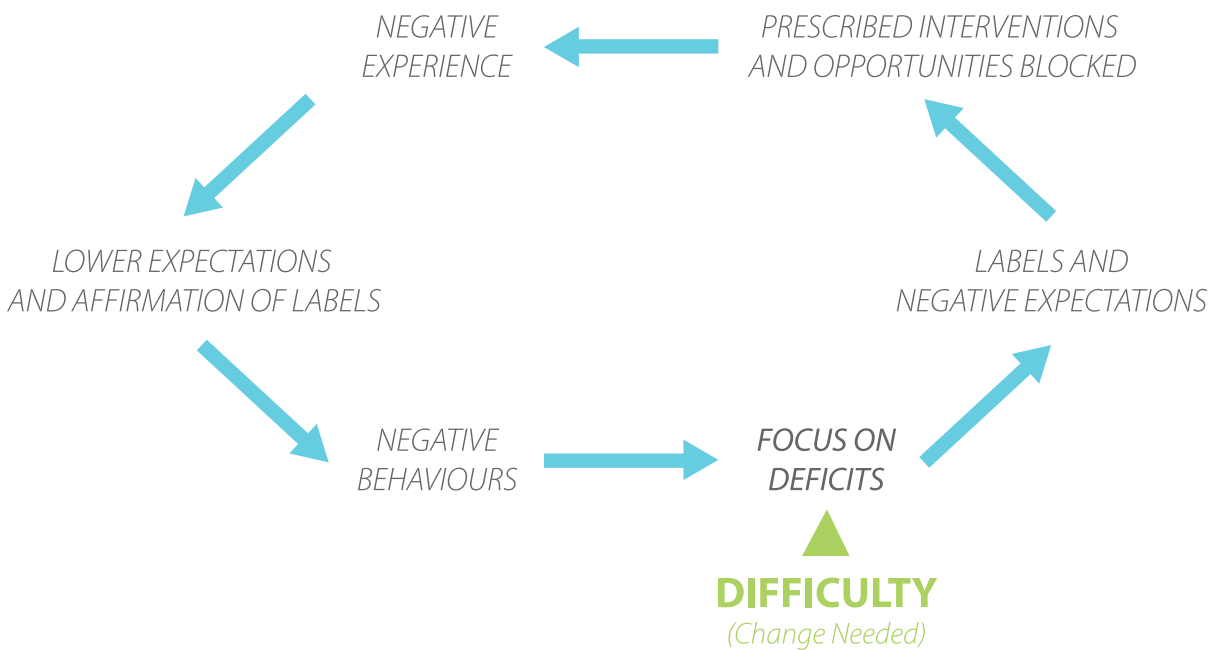 NEGATIVE
EXPERIENCE
PRESCRIBED INTERVENTIONS
AND OPPORTUNITIES BLOCKED
LOWER EXPECTATIONS
AND AFFIRMATION OF LABELS
LABELS AND
NEGATIVE EXPECTATIONS
NEGATIVE
BEHAVIOURS
FOCUS ON
DEFICITS
DIFFICULTY
(Change Needed)